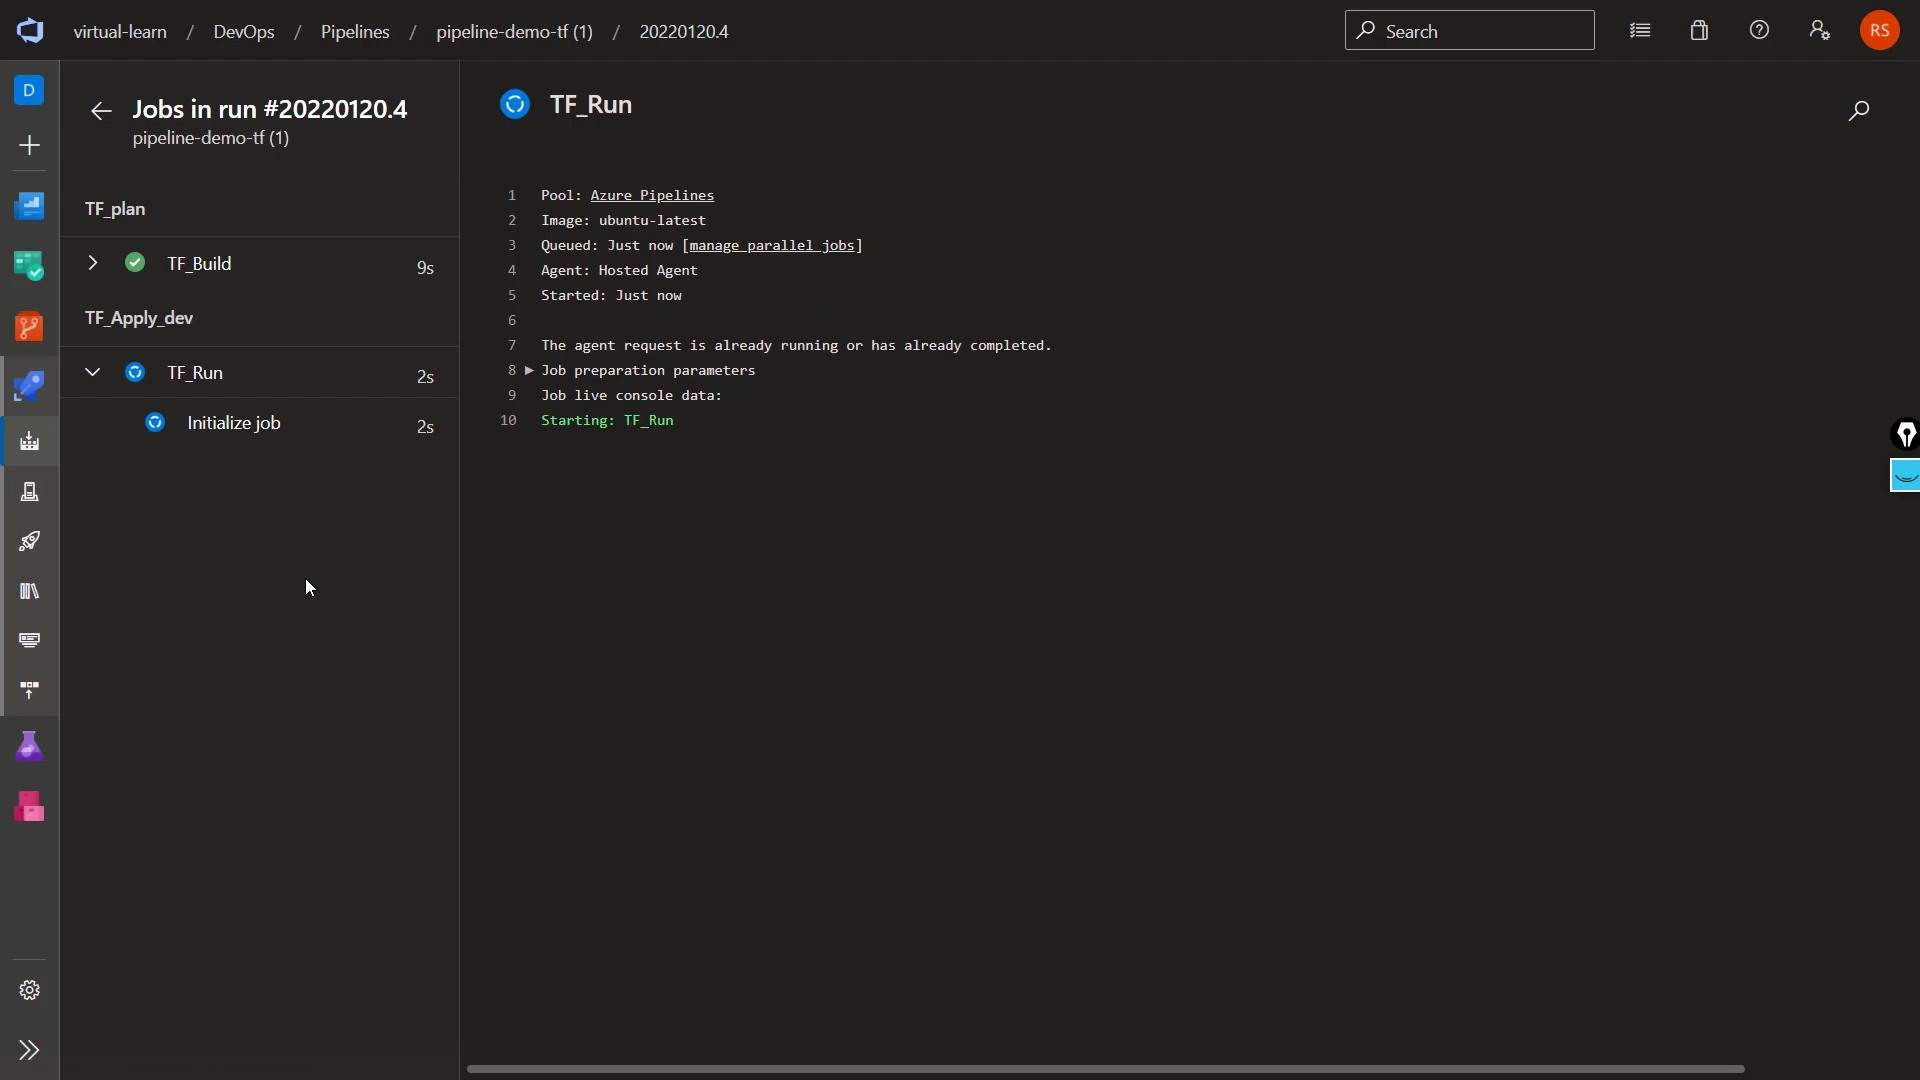 virtual-learn / DevOps / Pipelines / pipeline-demo-tf (1) / 20220120.4
Search
RS
D
Jobs in run #20220120.4
pipeline-demo-tf (1)
TF_plan
TF_Build 9s
TF_Apply_dev
TF_Run 2s
Initialize job 2s
TF_Run
1 Pool: Azure Pipelines
2 Image: ubuntu-latest
3 Queued: Just now [manage parallel jobs]
4 Agent: Hosted Agent
5 Started: Just now
6
7 The agent request is already running or has already completed.
8 Job preparation parameters
9 Job live console data:
10 Starting: TF_Run